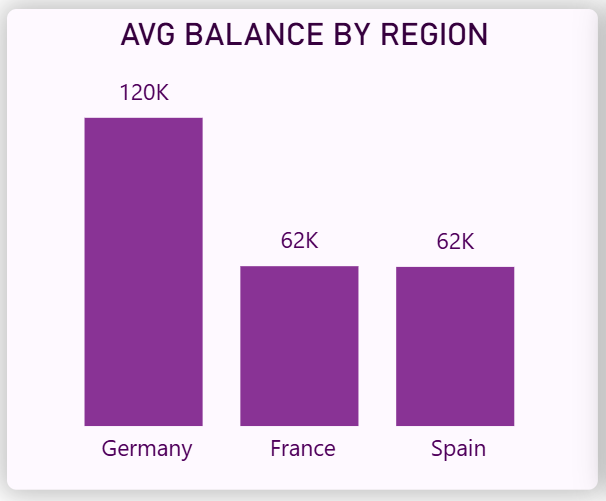 AVG BALANCE BY REGION
120K
62K
62K
Germany
France
Spain